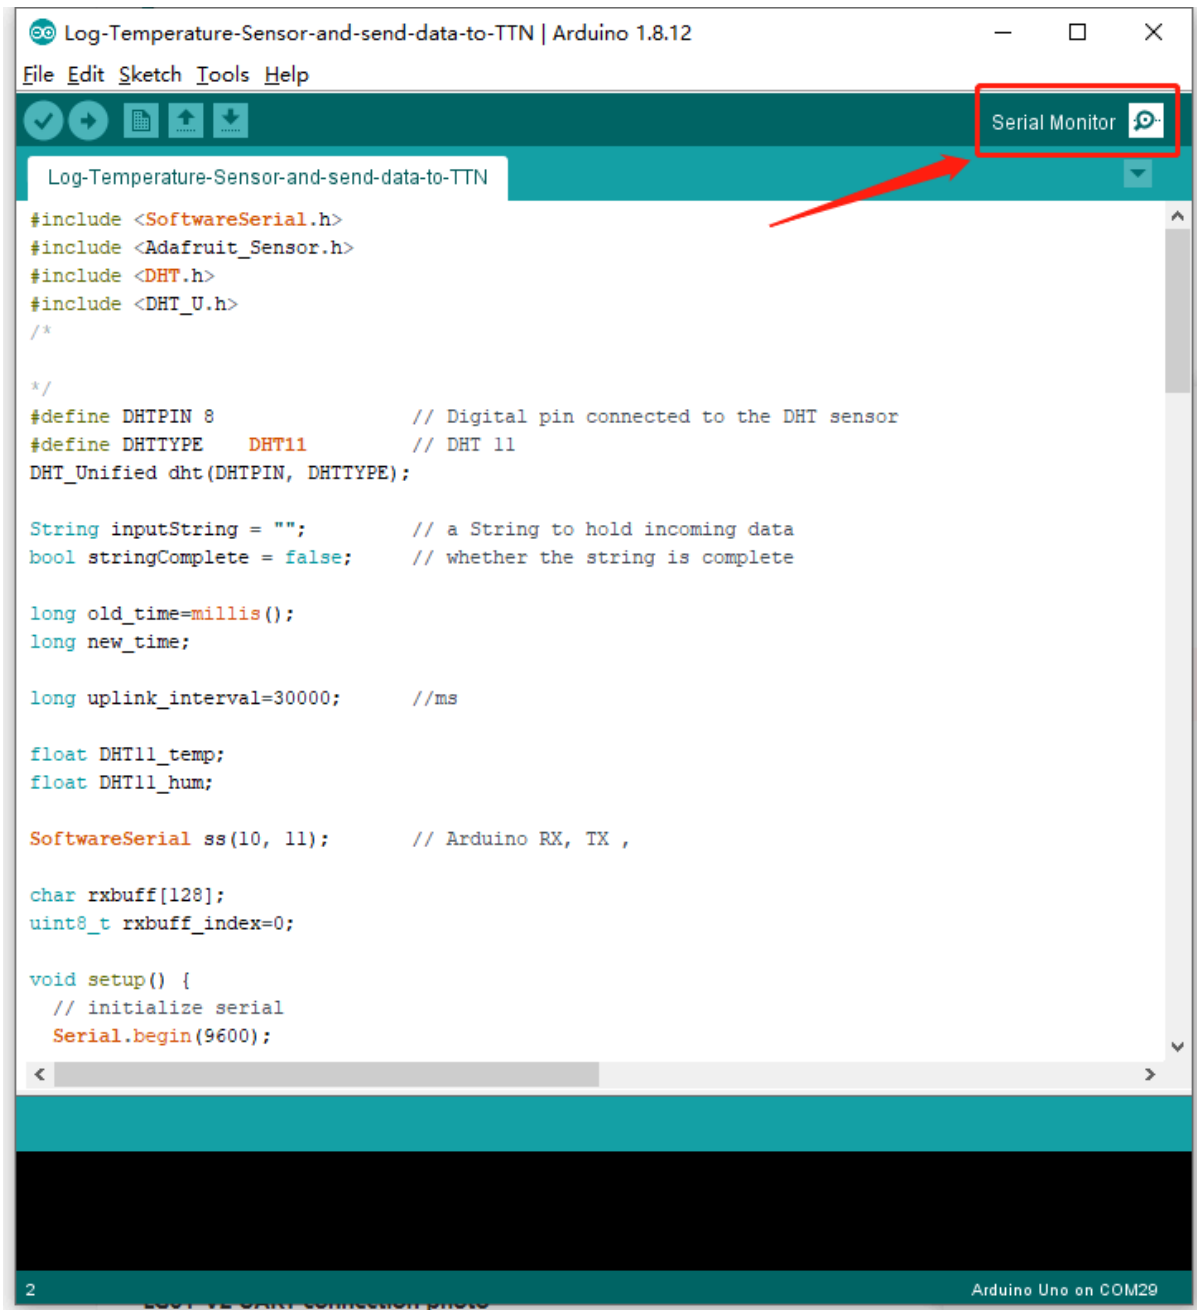 Log-Temperature-Sensor-and-send-data-to-TTN | Arduino 1.8.12
File Edit Sketch Tools Help
Serial Monitor
Log-Temperature-Sensor-and-send-data-to-TTN
#include <SoftwareSerial.h>
#include <Adafruit_Sensor.h>
#include <DHT.h>
#include <DHT_U.h>
/*
*/
#define DHTPIN 8 // Digital pin connected to the DHT sensor
#define DHTTYPE DHT11 // DHT 11
DHT_Unified dht(DHTPIN, DHTTYPE);
String inputString = ""; // a String to hold incoming data
bool stringComplete = false; // whether the string is complete
long old_time=millis();
long new_time;
long uplink_interval=30000; //ms
float DHT11_temp;
float DHT11_hum;
SoftwareSerial ss(10, 11); // Arduino RX, TX ,
char rxbuff[128];
uint8_t rxbuff_index=0;
void setup() {
// initialize serial
Serial.begin(9600);
2
Arduino Uno on COM29
connection photo